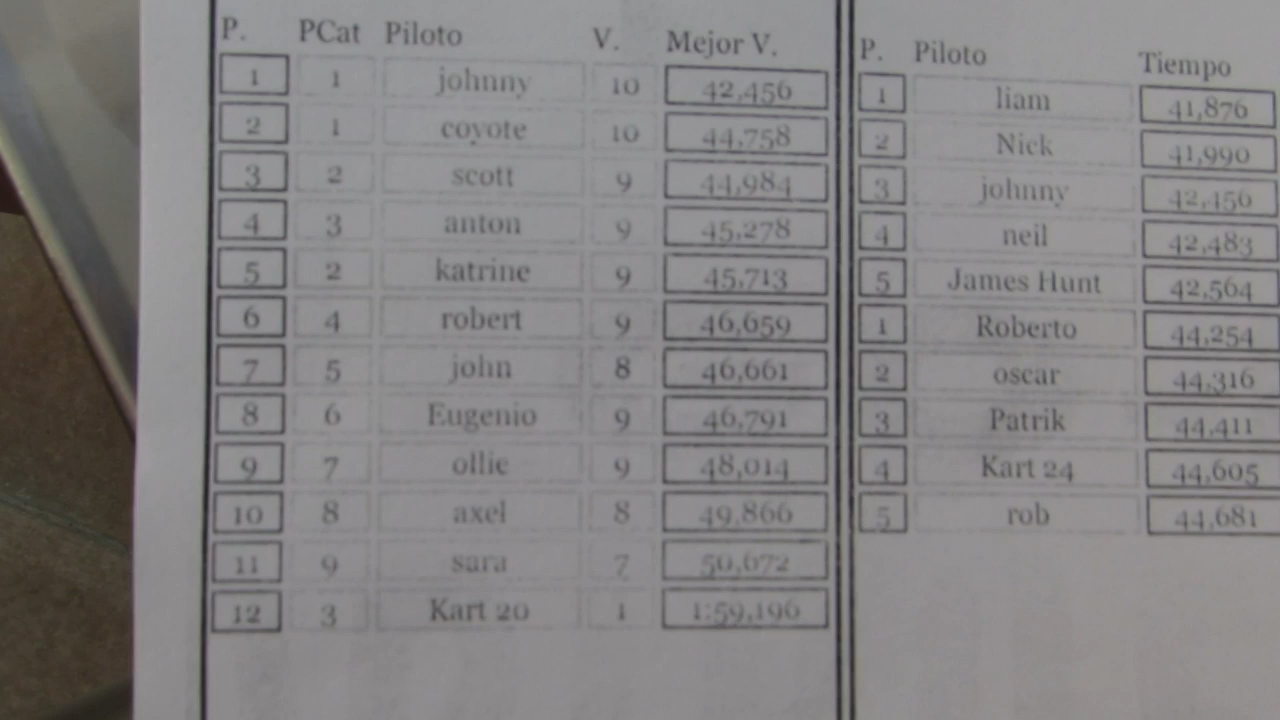 P. PCat Piloto V. Mejor V.
1 1 johnny 10 42,456
2 1 coyote 10 44,758
3 2 scott 9 44,984
4 3 anton 9 45,278
5 2 katrine 9 45,713
6 4 robert 9 46,659
7 5 john 8 46,661
8 6 Eugenio 9 46,791
9 7 ollie 9 48,014
10 8 axel 8 49,866
11 9 sara 7 50,672
12 3 Kart 20 1 1:59,196
P. Piloto Tiempo
1 liam 41,876
2 Nick 41,990
3 johnny 42,456
4 neil 42,483
5 James Hunt 42,564
1 Roberto 44,254
2 oscar 44,316
3 Patrik 44,411
4 Kart 24 44,605
5 rob 44,681